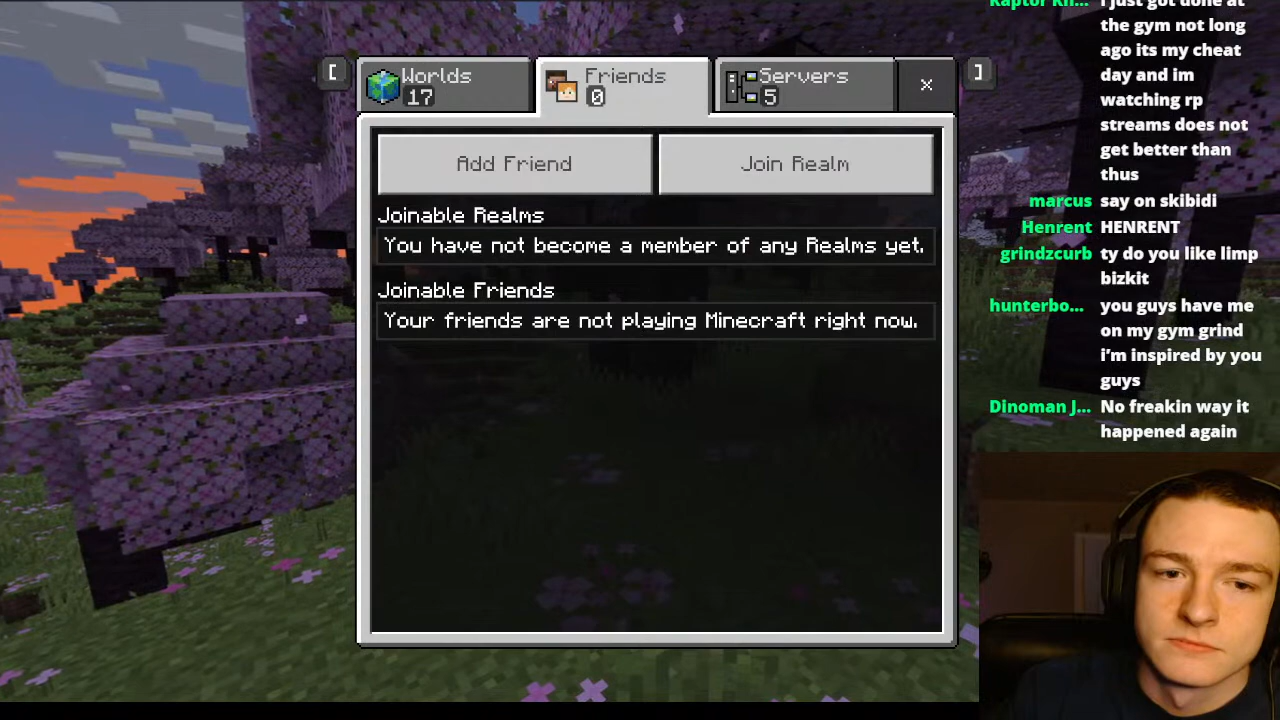 [
Worlds
17
Friends
0
Servers
5
×
]
Add Friend
Join Realm
Joinable Realms
You have not become a member of any Realms yet.
Joinable Friends
Your friends are not playing Minecraft right now.
I just got done at
the gym not long
ago its my cheat
day and im
watching rp
streams does not
get better than
thus
marcus say on skibidi
Henrent HENRENT
grindzcurb ty do you like limp
bizkit
hunterbo... you guys have me
on my gym grind
i’m inspired by you
guys
Dinoman J... No freakin way it
happened again